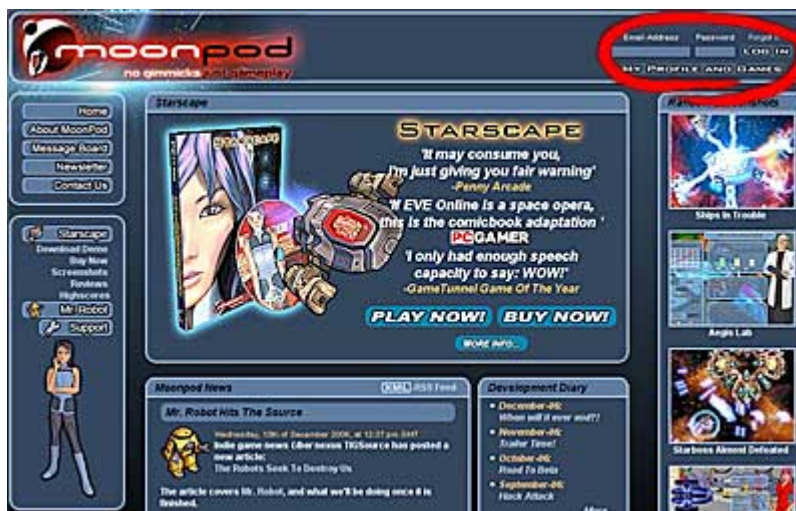 moonpod
no gimmicks just gameplay
Email-Address Password Forgot
LOG IN
MY PROFILE AND GAMES
Home
About MoonPod
Message Board
Newsletter
Contact Us
Starscape
Download Demo
Buy Now
Screenshots
Reviews
Highscores
Mr. Robot
Support
Starscape
STARSCAPE
STARSCAPE
'It may consume you,
I'm just giving you fair warning'
-Penny Arcade
'If EVE Online is a space opera,
this is the comicbook adaptation '
PCGAMER
'I only had enough speech
capacity to say: WOW!'
-GameTunnel Game Of The Year
PLAY NOW! BUY NOW!
MORE INFO...
Moonpod News XML RSS Feed
Mr. Robot Hits The Source
Wednesday, 13th of December 2006, at 12:37 pm GMT
Indie game news cyber nexus TIGSource has posted a
new article:
The Robots Seek To Destroy Us
The article covers Mr. Robot, and what we'll be doing once it is
finished.
Development Diary
December-06:
When will it ever end?!
November-06:
Trailer Time!
October-06:
Road To Beta
September-06:
Hack Attack
More
Screenshots
Ships In Trouble
Aegis Lab
Starboss Almost Defeated